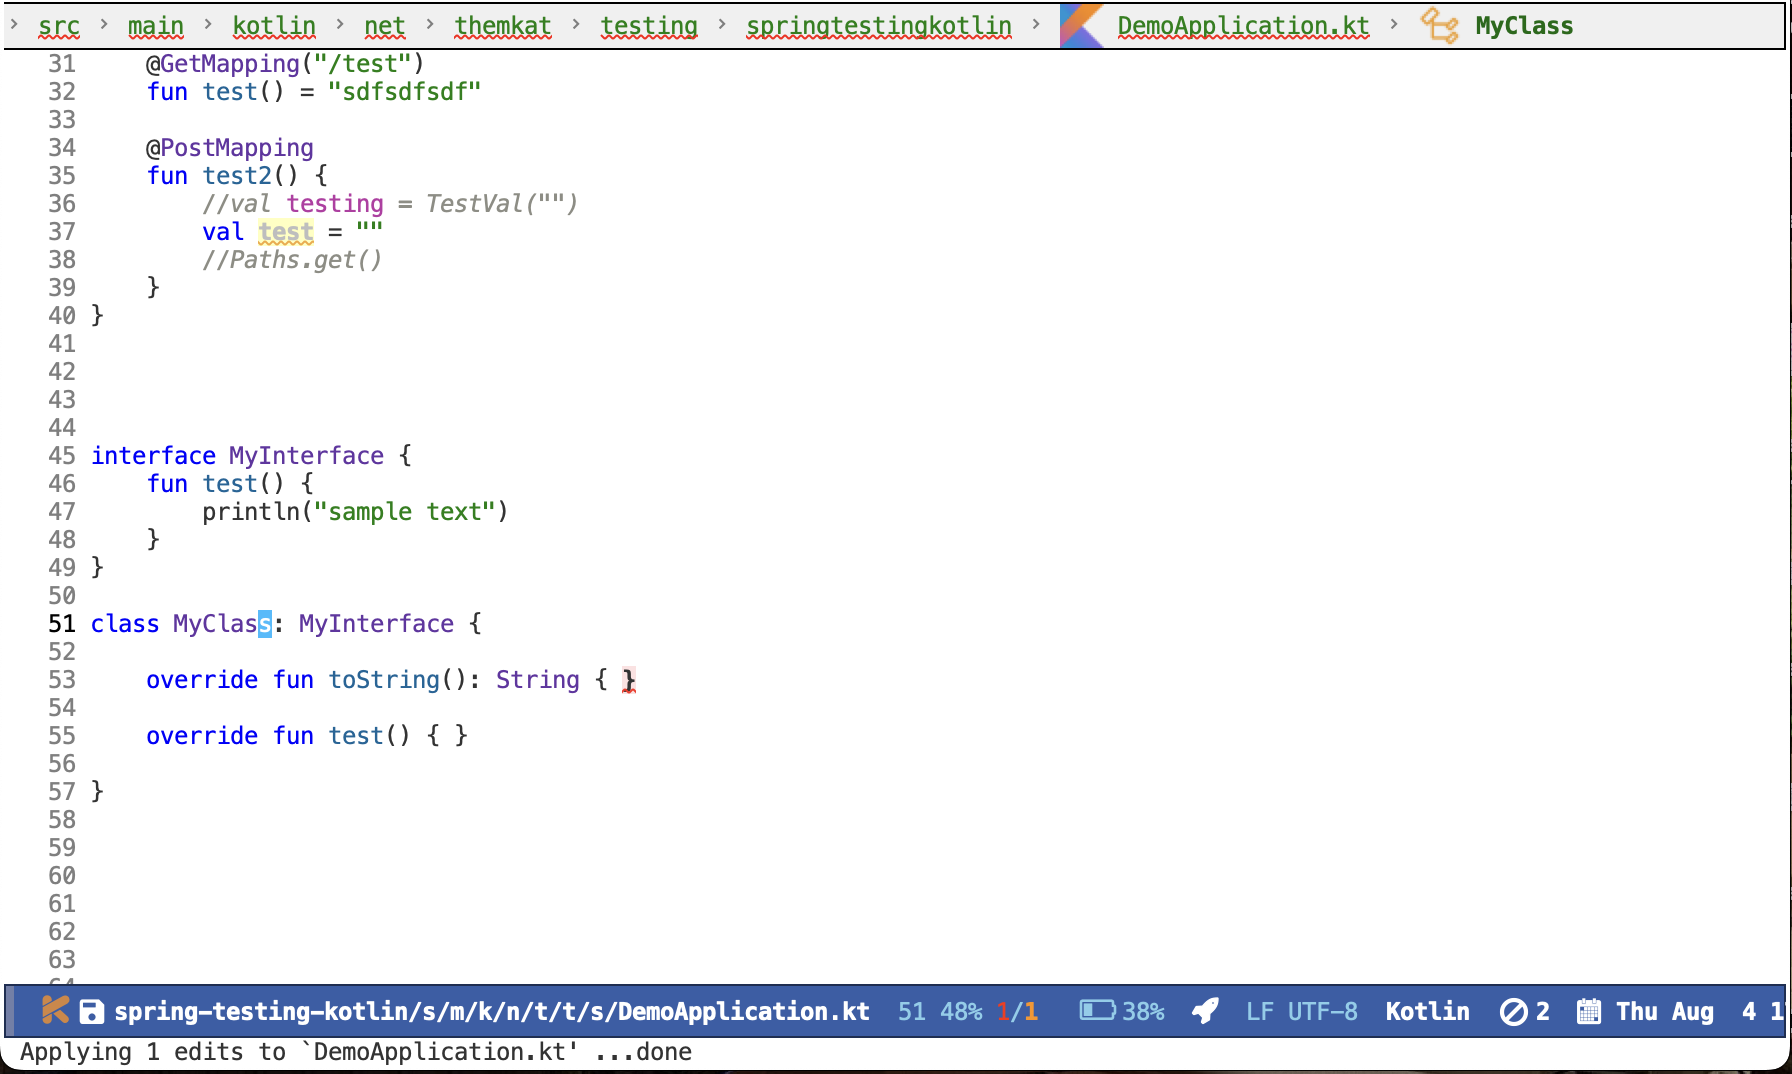 › src › main › kotlin › net › themkat › testing › springtestingkotlin › DemoApplication.kt › MyClass
31     @GetMapping("/test")
32     fun test() = "sdfsdfsdf"
33
34     @PostMapping
35     fun test2() {
36         //val testing = TestVal("")
37         val test = ""
38         //Paths.get()
39     }
40 }
41
42
43
44
45 interface MyInterface {
46     fun test() {
47         println("sample text")
48     }
49 }
50
51 class MyClass: MyInterface {
52
53     override fun toString(): String { }
54
55     override fun test() { }
56
57 }
58
59
60
61
62
63
spring-testing-kotlin/s/m/k/n/t/t/s/DemoApplication.kt 51 48% 1/1 38% LF UTF-8 Kotlin 2 Thu Aug 4
Applying 1 edits to `DemoApplication.kt' ...done